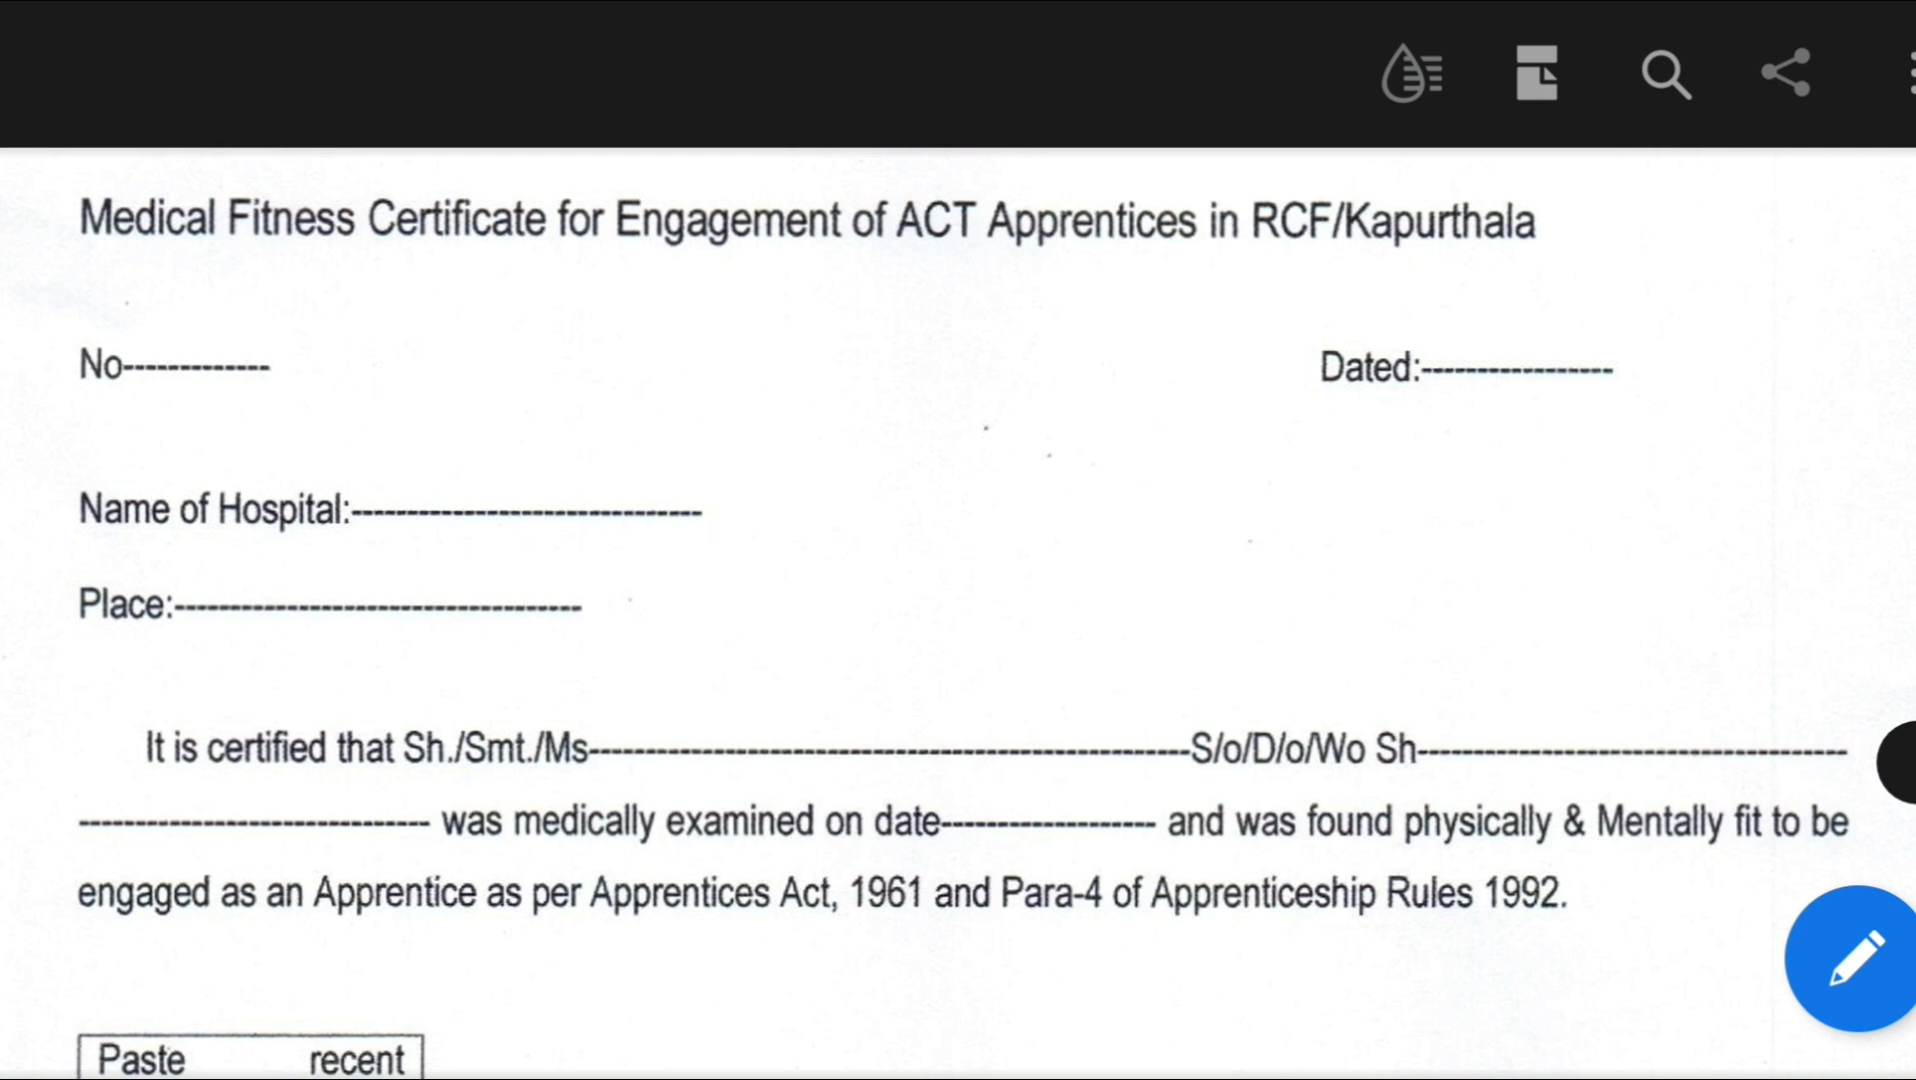 Medical Fitness Certificate for Engagement of ACT Apprentices in RCF/Kapurthala
No-------------
Dated:-----------------
Name of Hospital:-------------------------------
Place:------------------------------------
It is certified that Sh./Smt./Ms-----------------------------------------------------S/o/D/o/Wo Sh--------------------------------------
------------------------------- was medically examined on date------------------- and was found physically & Mentally fit to be
engaged as an Apprentice as per Apprentices Act, 1961 and Para-4 of Apprenticeship Rules 1992.
Paste recent